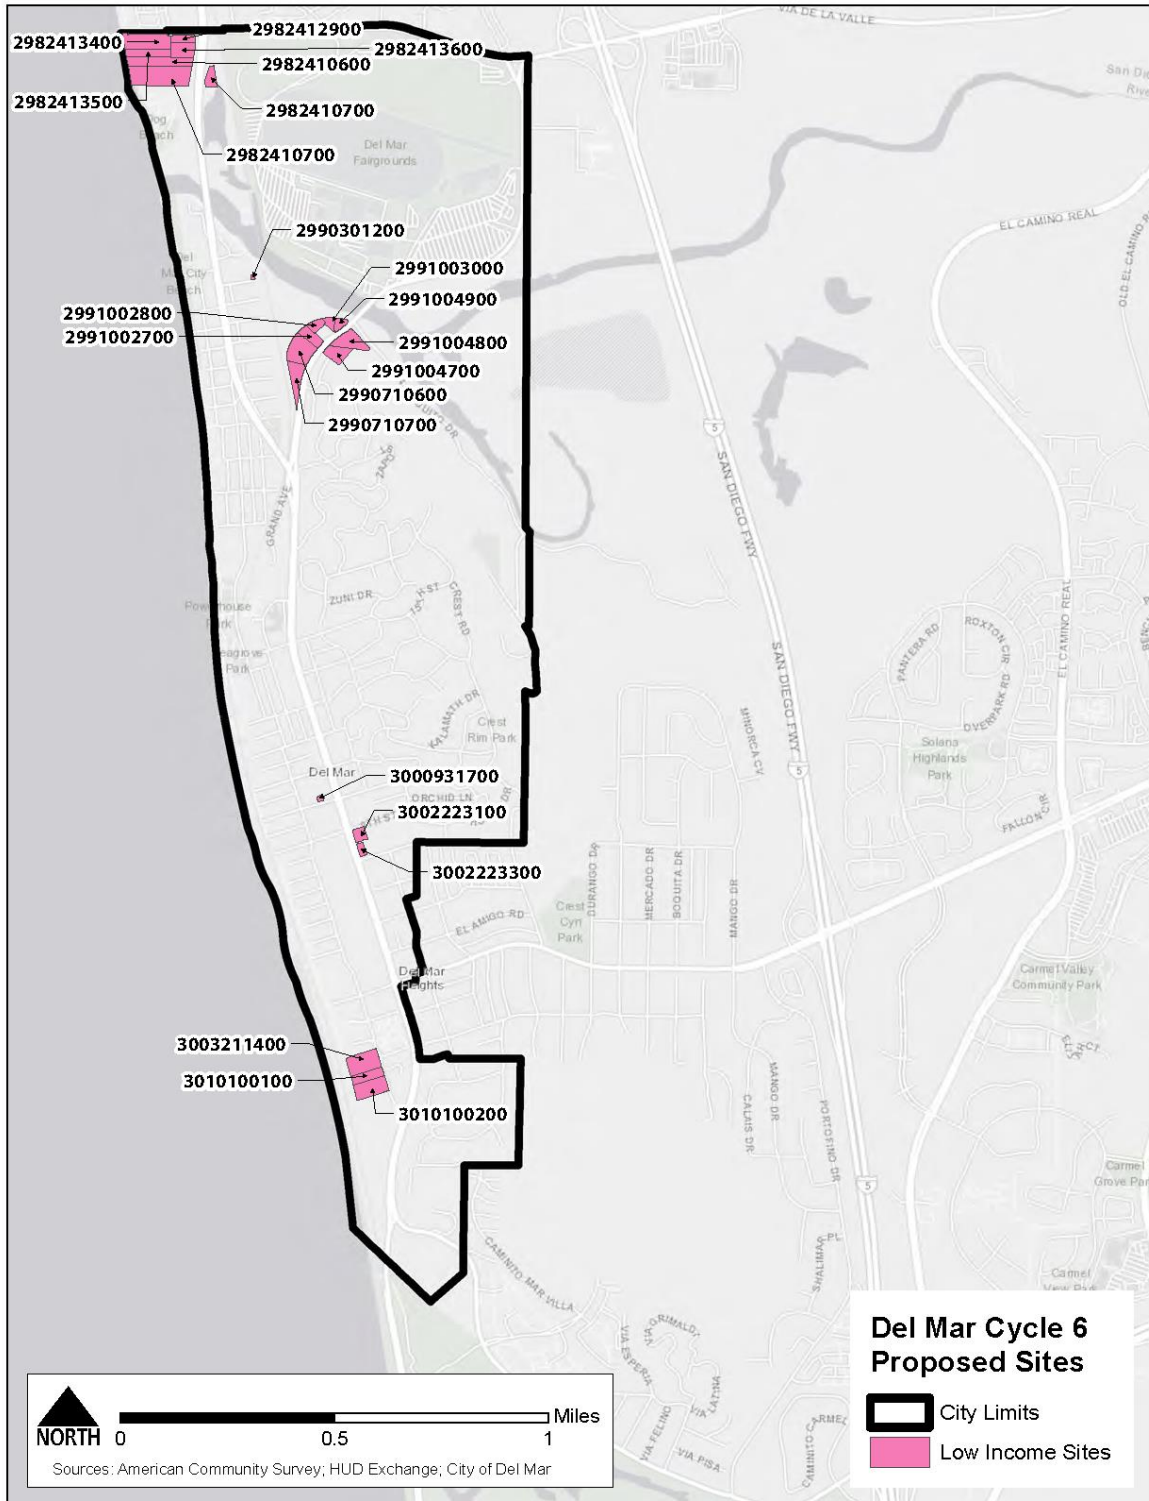 VIA DE LA VALLE
2982412900
2982413400
2982413600
2982410600
2982413500
2982410700
2982410700
Del Mar
Fairgrounds
EL CAMINO REAL
2990301200
2991003000
2991004900
2991002800
2991002700
2991004800
2991004700
2990710600
2990710700
5
SAN DIEGO FWY
GRAND AVE
ZUNI DR
CREST RD
EL CAMINO REAL
ROXTON CIR
PANTERA RD
OVERPARK RD
SAN DIEGO FWY
MINORCA CV
KALAMATH DR
Crest
Rim Park
Solana
Highlands
Park
5
Del Mar
3000931700
ORCHID LN
3002223100
FALLON CIR
3002223300
DURANGO DR
MERCADO DR
BOQUITA DR
MANGO DR
EL AMIGO RD
Crest
Cyn
Park
Del Mar
Heights
Carmel Valley
Community Park
3003211400
3010100100
3010100200
MANGO DR
CALAIS DR
PORTOFINO DR
5
Carmel
CAMINITO MAR VILLA
VIA GRIMALDI
VIA ESPERIA
VIA LATINA
VIA FELINO
VIA PISA
Del Mar Cycle 6
Proposed Sites
City Limits
Low Income Sites
NORTH
0 0.5 1 Miles
Sources: American Community Survey; HUD Exchange; City of Del Mar